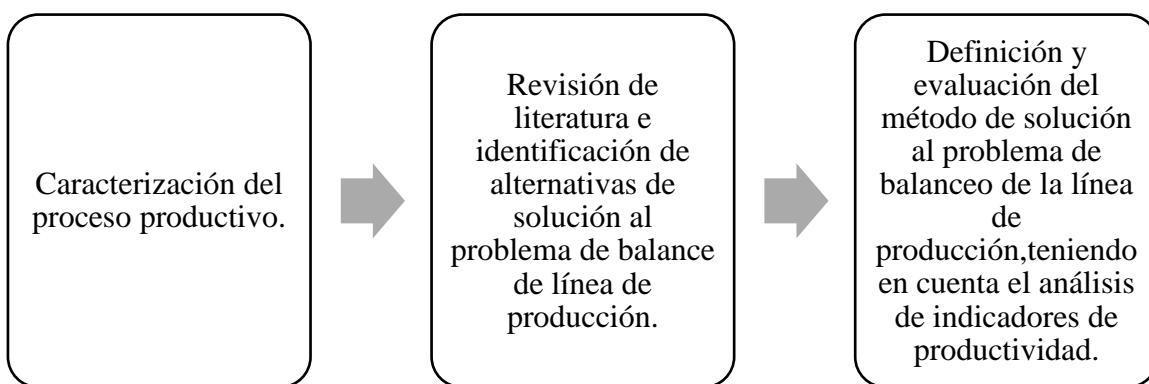 Caracterización del
proceso productivo.
Revisión de
literatura e
identificación de
alternativas de
solución al
problema de balance
de línea de
producción.
Definición y
evaluación del
método de solución
al problema de
balanceo de la línea
de
producción,teniendo
en cuenta el análisis
de indicadores de
productividad.